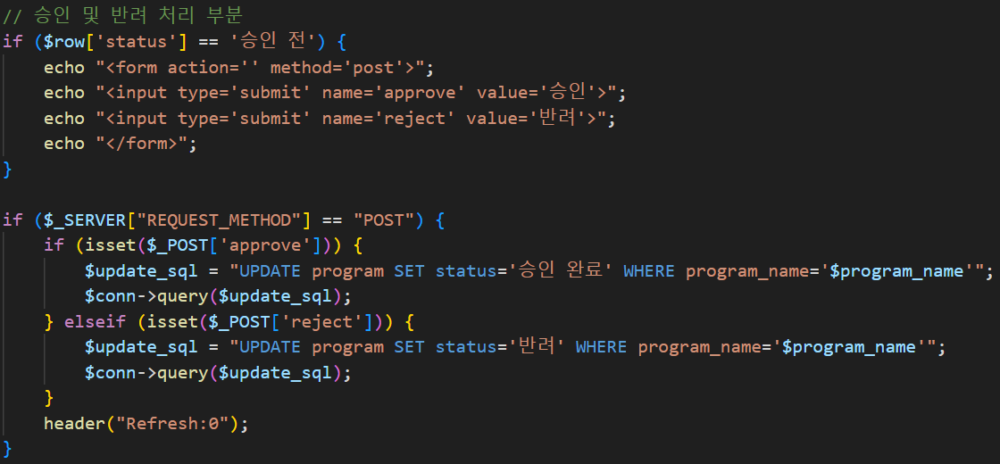 // 승인 및 반려 처리 부분
if ($row['status'] == '승인 전') {
    echo "<form action='' method='post'>";
    echo "<input type='submit' name='approve' value='승인'>";
    echo "<input type='submit' name='reject' value='반려'>";
    echo "</form>";
}

if ($_SERVER["REQUEST_METHOD"] == "POST") {
    if (isset($_POST['approve'])) {
        $update_sql = "UPDATE program SET status='승인 완료' WHERE program_name='$program_name'";
        $conn->query($update_sql);
    } elseif (isset($_POST['reject'])) {
        $update_sql = "UPDATE program SET status='반려' WHERE program_name='$program_name'";
        $conn->query($update_sql);
    }
    header("Refresh:0");
}